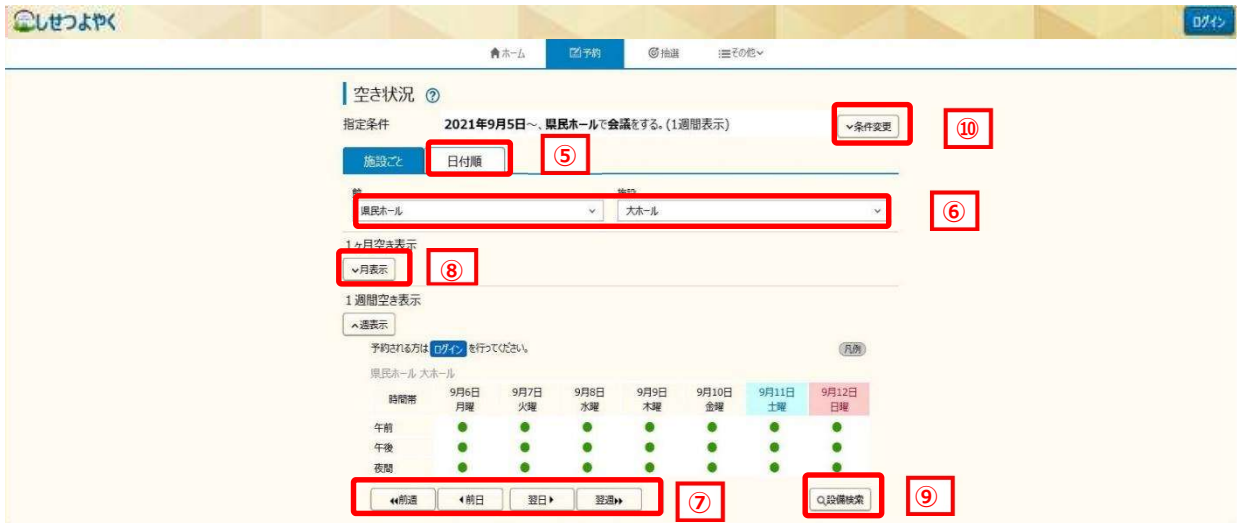 しせつよやく
ログイン
ホーム 予約 抽選 その他
空き状況 ?
指定条件 2021年9月5日～、県民ホールで会議をする。(1週間表示) 条件変更 ⑩
施設ごと 日付順 ⑤
館 施設
県民ホール 大ホール ⑥
1ヶ月空き表示
月表示 ⑧
1週間空き表示
週表示
予約される方は ログイン を行ってください。 凡例
県民ホール 大ホール
時間帯 9月6日 9月7日 9月8日 9月9日 9月10日 9月11日 9月12日
月曜 火曜 水曜 木曜 金曜 土曜 日曜
午前
午後
夜間
前週 前日 翌日 翌週 ⑦ 設備検索 ⑨